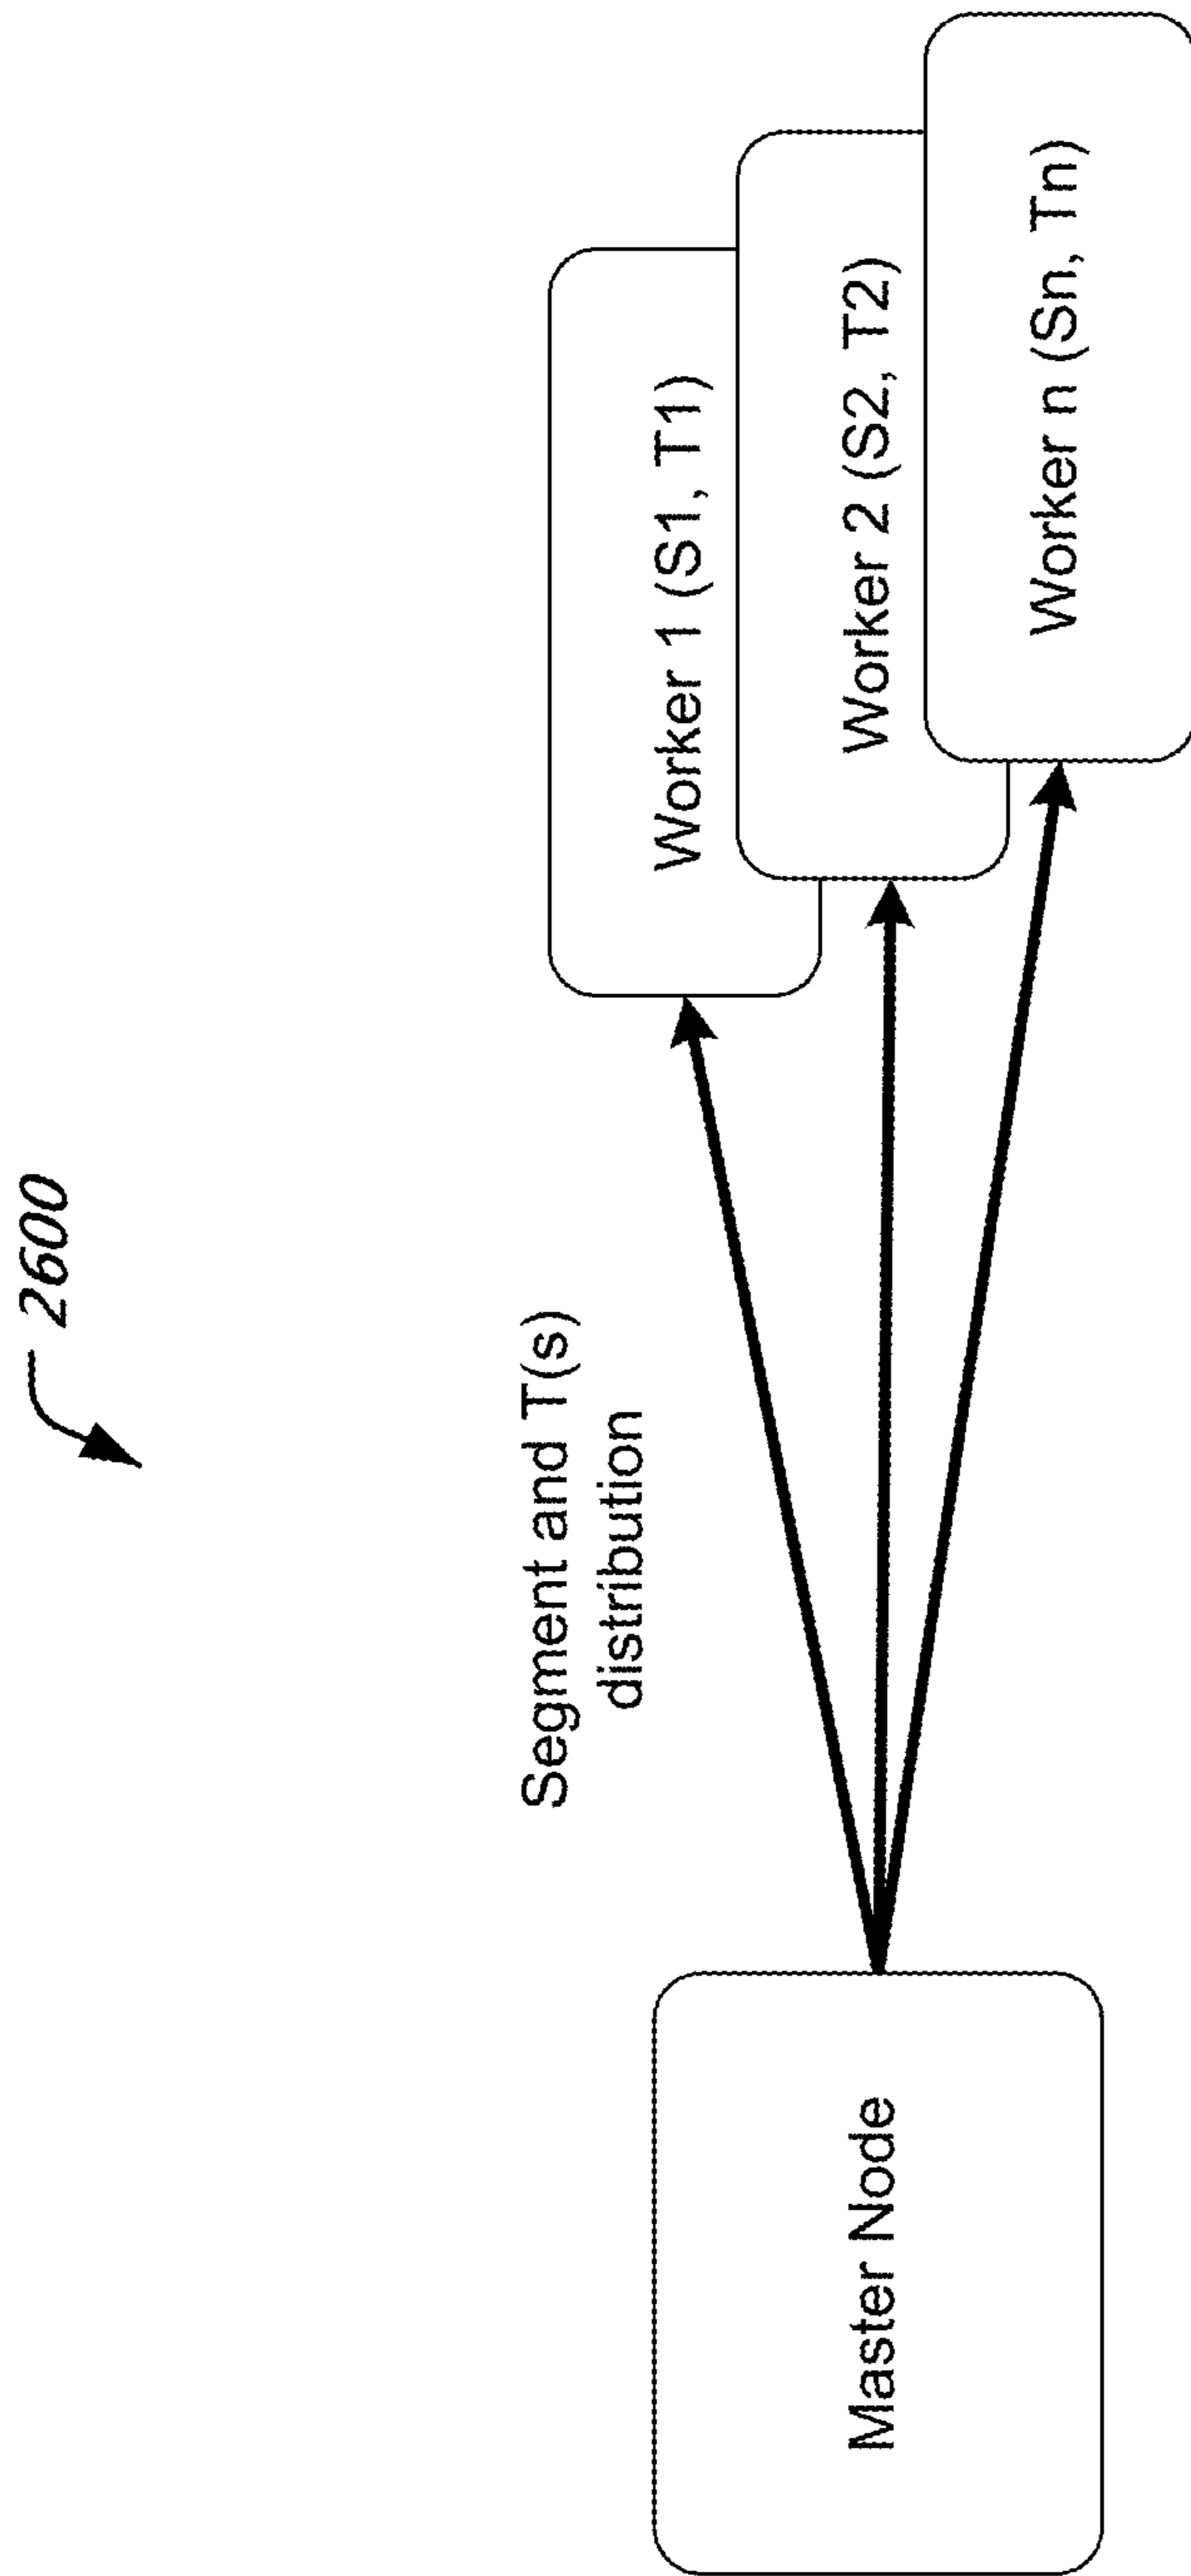 2600
Segment and T(s)
distribution
Master Node
Worker 1 (S1, T1)
Worker 2 (S2, T2)
Worker n (Sn, Tn)